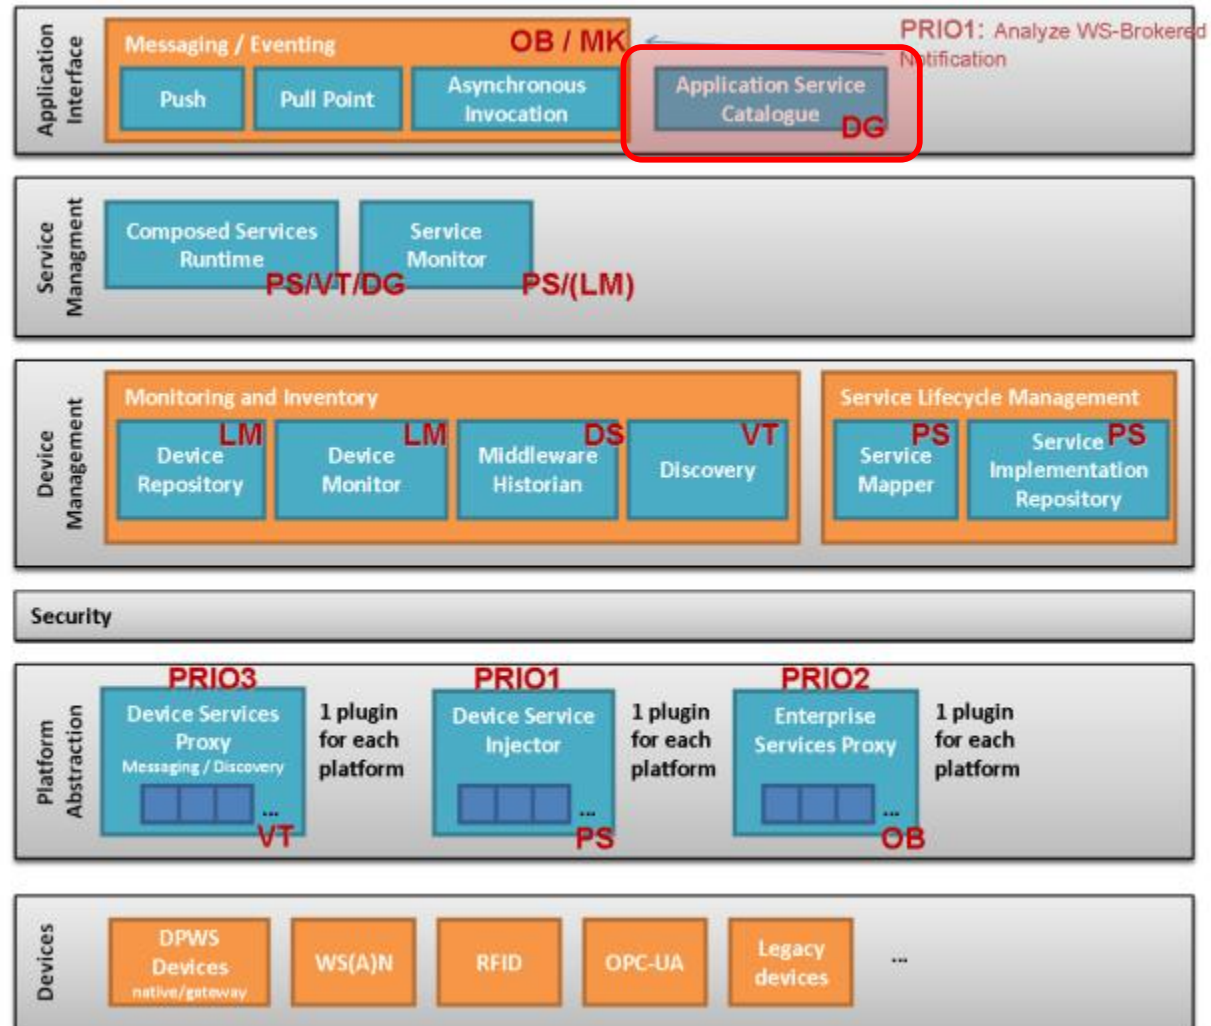 Application
Interface
Messaging / Eventing
OB / MK
PRIO1: Analyze WS-Brokered
Notification
Push
Pull Point
Asynchronous
Invocation
Application Service
Catalogue
DG
Service
Managment
Composed Services
Runtime
PS/VT/DG
Service
Monitor
PS/(LM)
Device
Management
Monitoring and Inventory
LM
Device
Repository
LM
Device
Monitor
DS
Middleware
Historian
VT
Discovery
Service Lifecycle Management
PS
Service
Mapper
PS
Service
Implementation
Repository
Security
Platform
Abstraction
PRIO3
Device Services
Proxy
Messaging / Discovery
...
VT
1 plugin
for each
platform
PRIO1
Device Service
Injector
...
PS
1 plugin
for each
platform
PRIO2
Enterprise
Services Proxy
...
OB
1 plugin
for each
platform
Devices
DPWS
Devices
native/gateway
WS(A)N
RFID
OPC-UA
Legacy
devices
...